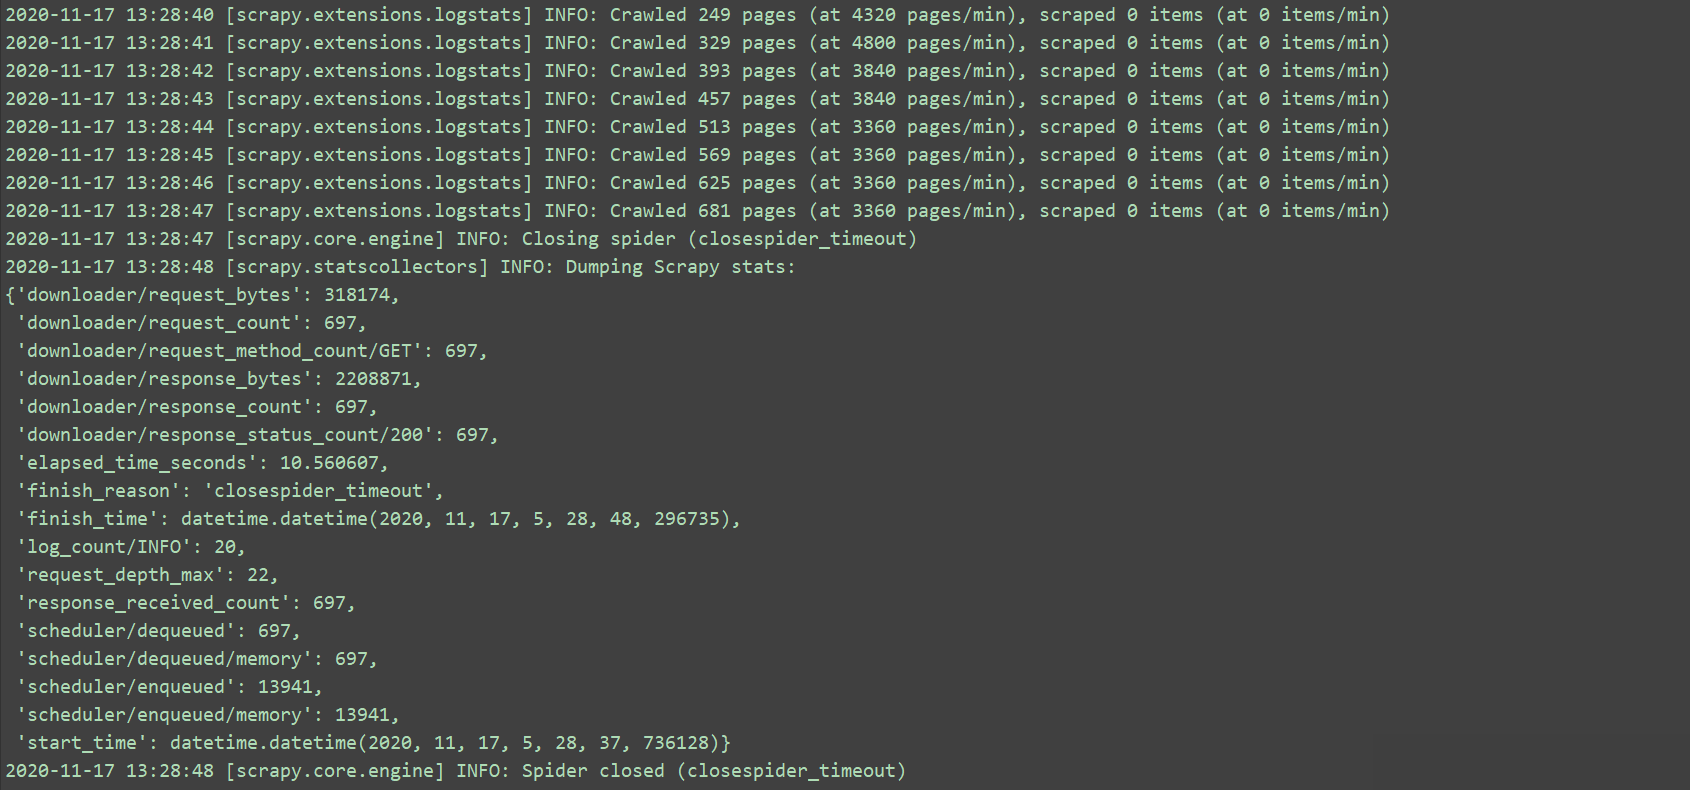 2020-11-17 13:28:40 [scrapy.extensions.logstats] INFO: Crawled 249 pages (at 4320 pages/min), scraped 0 items (at 0 items/min)
2020-11-17 13:28:41 [scrapy.extensions.logstats] INFO: Crawled 329 pages (at 4800 pages/min), scraped 0 items (at 0 items/min)
2020-11-17 13:28:42 [scrapy.extensions.logstats] INFO: Crawled 393 pages (at 3840 pages/min), scraped 0 items (at 0 items/min)
2020-11-17 13:28:43 [scrapy.extensions.logstats] INFO: Crawled 457 pages (at 3840 pages/min), scraped 0 items (at 0 items/min)
2020-11-17 13:28:44 [scrapy.extensions.logstats] INFO: Crawled 513 pages (at 3360 pages/min), scraped 0 items (at 0 items/min)
2020-11-17 13:28:45 [scrapy.extensions.logstats] INFO: Crawled 569 pages (at 3360 pages/min), scraped 0 items (at 0 items/min)
2020-11-17 13:28:46 [scrapy.extensions.logstats] INFO: Crawled 625 pages (at 3360 pages/min), scraped 0 items (at 0 items/min)
2020-11-17 13:28:47 [scrapy.extensions.logstats] INFO: Crawled 681 pages (at 3360 pages/min), scraped 0 items (at 0 items/min)
2020-11-17 13:28:47 [scrapy.core.engine] INFO: Closing spider (closespider_timeout)
2020-11-17 13:28:48 [scrapy.statscollectors] INFO: Dumping Scrapy stats:
{'downloader/request_bytes': 318174,
 'downloader/request_count': 697,
 'downloader/request_method_count/GET': 697,
 'downloader/response_bytes': 2208871,
 'downloader/response_count': 697,
 'downloader/response_status_count/200': 697,
 'elapsed_time_seconds': 10.560607,
 'finish_reason': 'closespider_timeout',
 'finish_time': datetime.datetime(2020, 11, 17, 5, 28, 48, 296735),
 'log_count/INFO': 20,
 'request_depth_max': 22,
 'response_received_count': 697,
 'scheduler/dequeued': 697,
 'scheduler/dequeued/memory': 697,
 'scheduler/enqueued': 13941,
 'scheduler/enqueued/memory': 13941,
 'start_time': datetime.datetime(2020, 11, 17, 5, 28, 37, 736128)}
2020-11-17 13:28:48 [scrapy.core.engine] INFO: Spider closed (closespider_timeout)